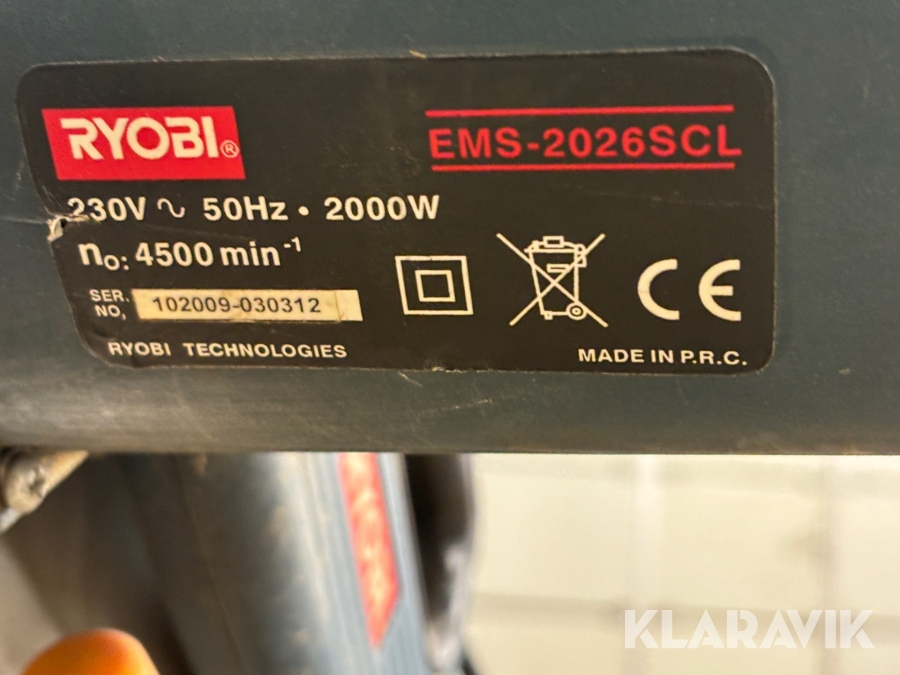 RYOBI®
EMS-2026SCL
230V ~ 50Hz • 2000W
no: 4500 min-1
SER. NO, 102009-030312
CE
RYOBI TECHNOLOGIES
MADE IN P.R.C.
KLARAVIK